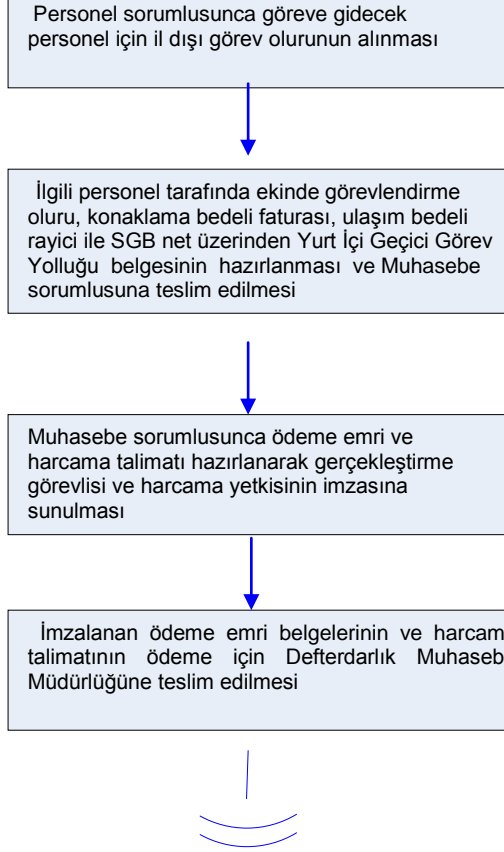 Personel sorumlusunca göreve gidecek
personel için il dışı görev olurunun alınması
İlgili personel tarafında ekinde görevlendirme
oluru, konaklama bedeli faturası, ulaşım bedeli
rayici ile SGB net üzerinden Yurt İçi Geçici Görev
Yolluğu belgesinin hazırlanması ve Muhasebe
sorumlusuna teslim edilmesi
Muhasebe sorumlusunca ödeme emri ve
harcama talimatı hazırlanarak gerçekleştirme
görevlisi ve harcama yetkisinin imzasına
sunulması
İmzalanan ödeme emri belgelerinin ve harcam
talimatının ödeme için Defterdarlık Muhaseb
Müdürlüğüne teslim edilmesi